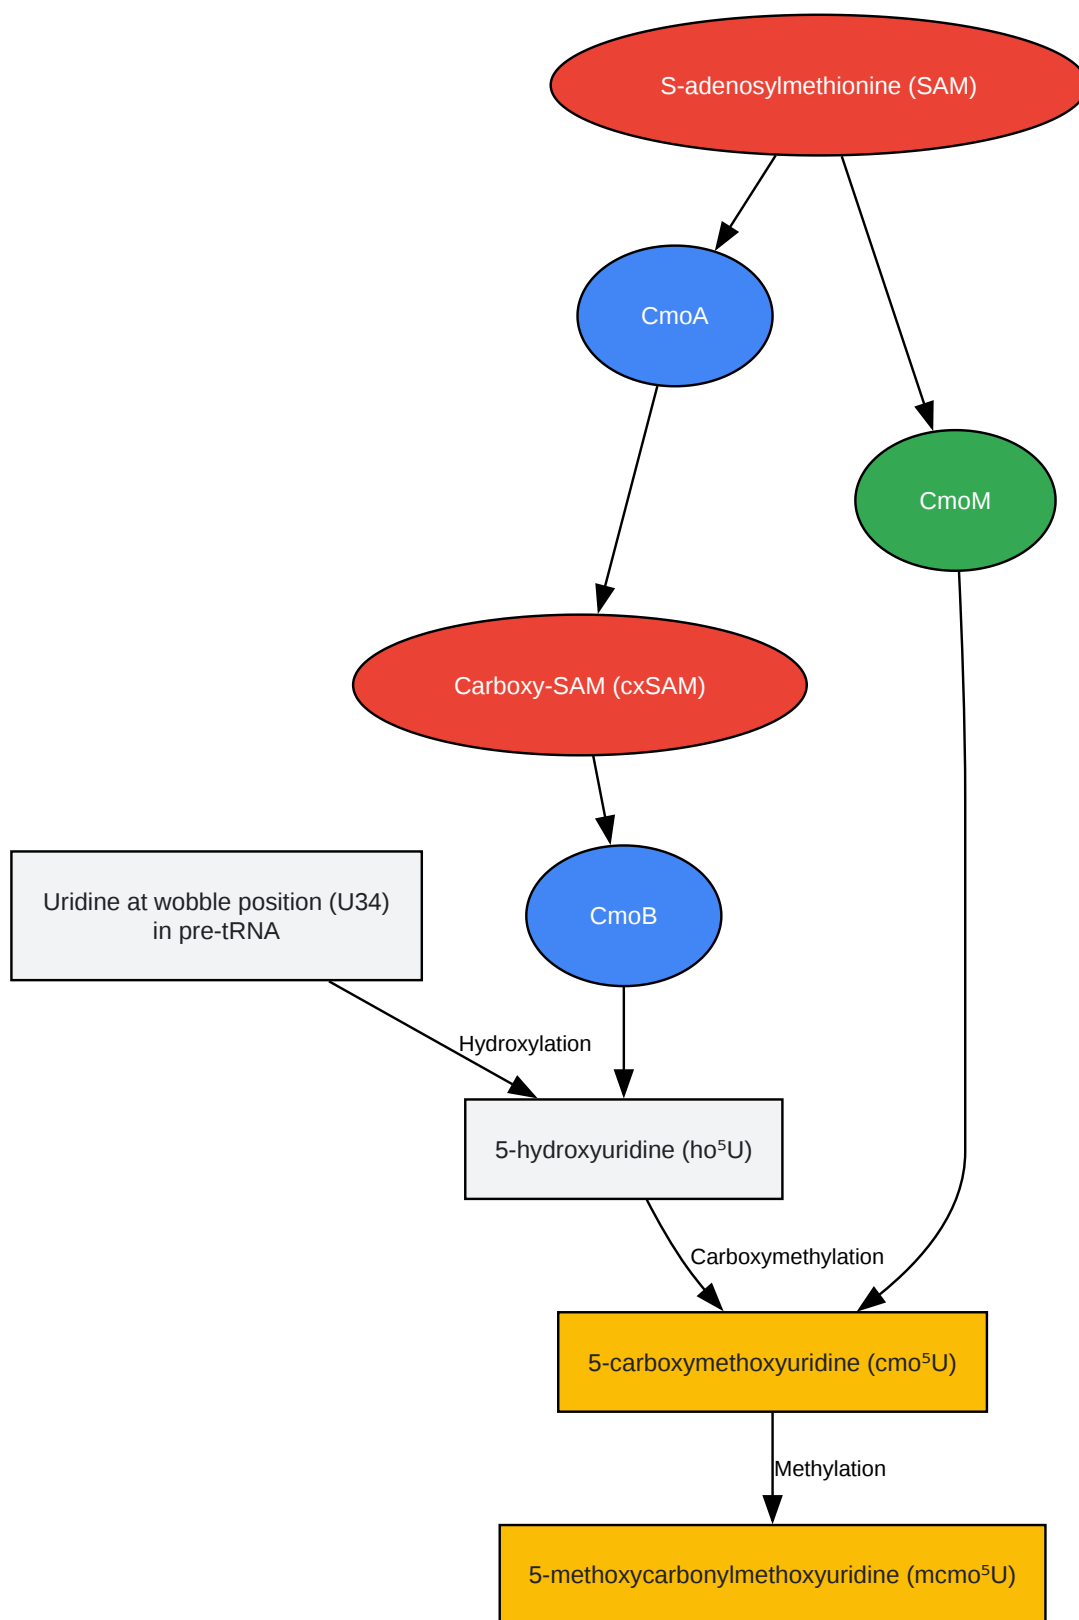 S-adenosylmethionine (SAM)
CmoA
CmoM
Carboxy-SAM (cxSAM)
Uridine at wobble position (U34)
in pre-tRNA
CmoB
Hydroxylation
5-hydroxyuridine (ho⁵U)
Carboxymethylation
5-carboxymethoxyuridine (cmo⁵U)
Methylation
5-methoxycarbonylmethoxyuridine (mcmo⁵U)